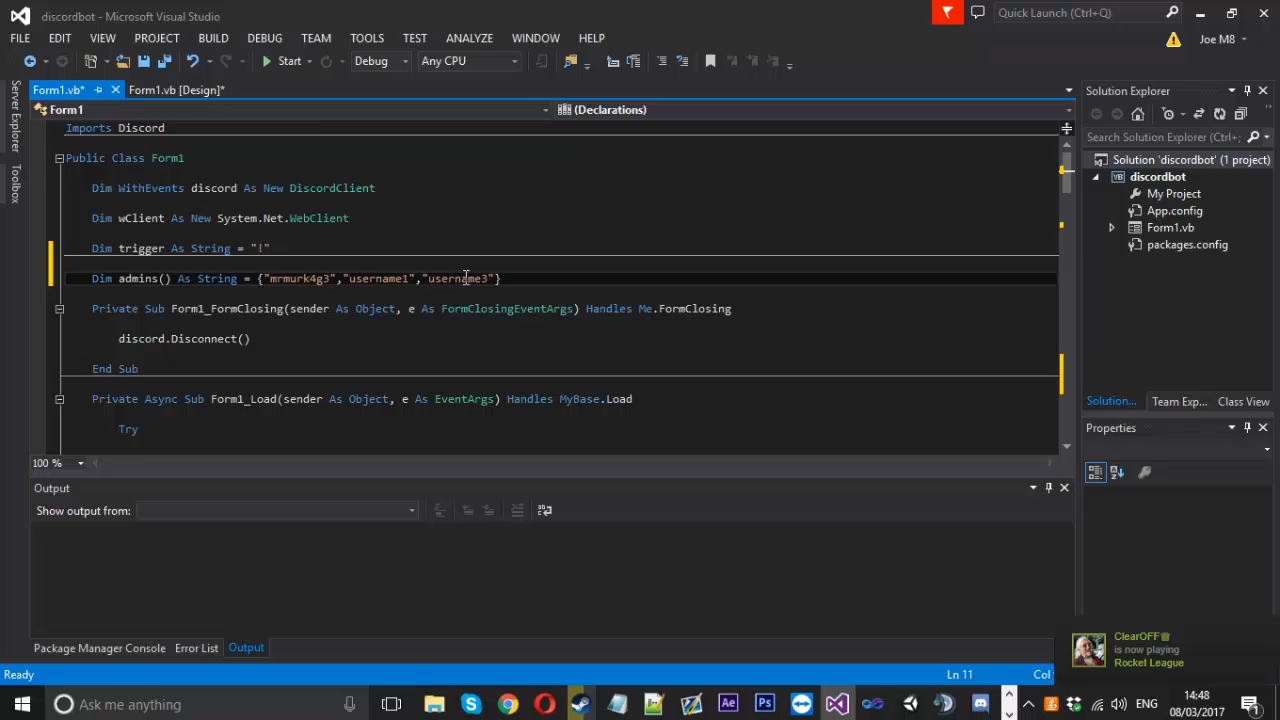 discordbot - Microsoft Visual Studio
Quick Launch (Ctrl+Q)
FILE EDIT VIEW PROJECT BUILD DEBUG TEAM TOOLS TEST ANALYZE WINDOW HELP
Joe M8
Start Debug Any CPU
Form1.vb* Form1.vb [Design]*
Form1 (Declarations)
Server Explorer
Toolbox
Imports Discord
Public Class Form1
Dim WithEvents discord As New DiscordClient
Dim wClient As New System.Net.WebClient
Dim trigger As String = "!"
Dim admins() As String = {"mrmurk4g3","username1","username3"}
Private Sub Form1_FormClosing(sender As Object, e As FormClosingEventArgs) Handles Me.FormClosing
discord.Disconnect()
End Sub
Private Async Sub Form1_Load(sender As Object, e As EventArgs) Handles MyBase.Load
Try
100 %
Solution Explorer
Search Solution Explorer (Ctrl+;
Solution 'discordbot' (1 project)
discordbot
My Project
App.config
Form1.vb
packages.config
Solution... Team Exp... Class View
Properties
Output
Show output from:
Package Manager Console Error List Output
ClearOFF
is now playing
Rocket League
Ready Ln 11 Col
Ask me something
ENG
14:48
08/03/2017
1